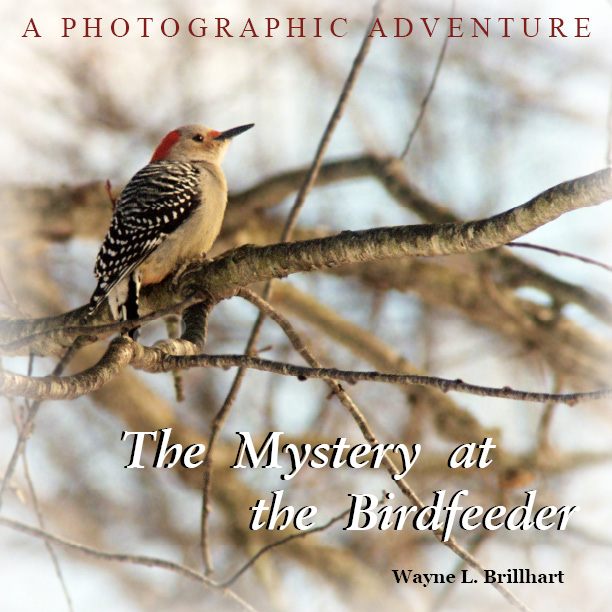 A PHOTOGRAPHIC ADVENTURE
The Mystery at
the Birdfeeder
Wayne L. Brillhart